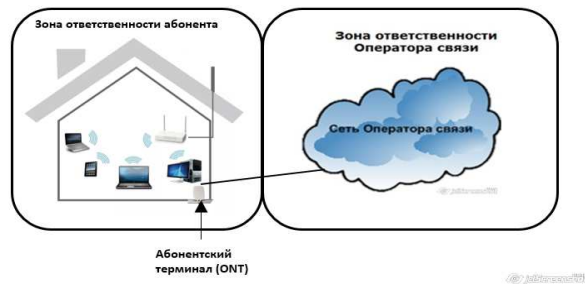 Зона ответственности абонента
Зона ответственности
Оператора связи
Сеть Оператора связи
Абонентский
терминал (ONT)